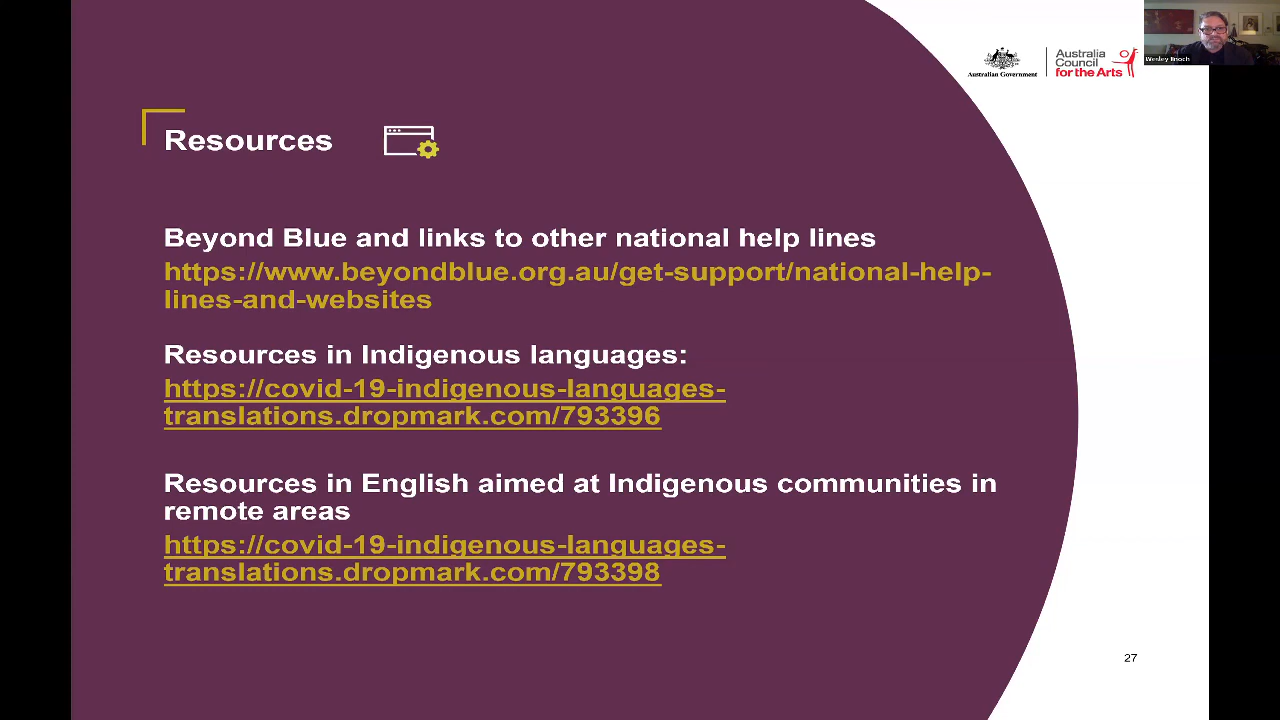 Australian Government
Australia
Council
for the Arts
Wesley Enoch
Resources
Beyond Blue and links to other national help lines
https://www.beyondblue.org.au/get-support/national-help-
lines-and-websites
Resources in Indigenous languages:
https://covid-19-indigenous-languages-
translations.dropmark.com/793396
Resources in English aimed at Indigenous communities in
remote areas
https://covid-19-indigenous-languages-
translations.dropmark.com/793398
27